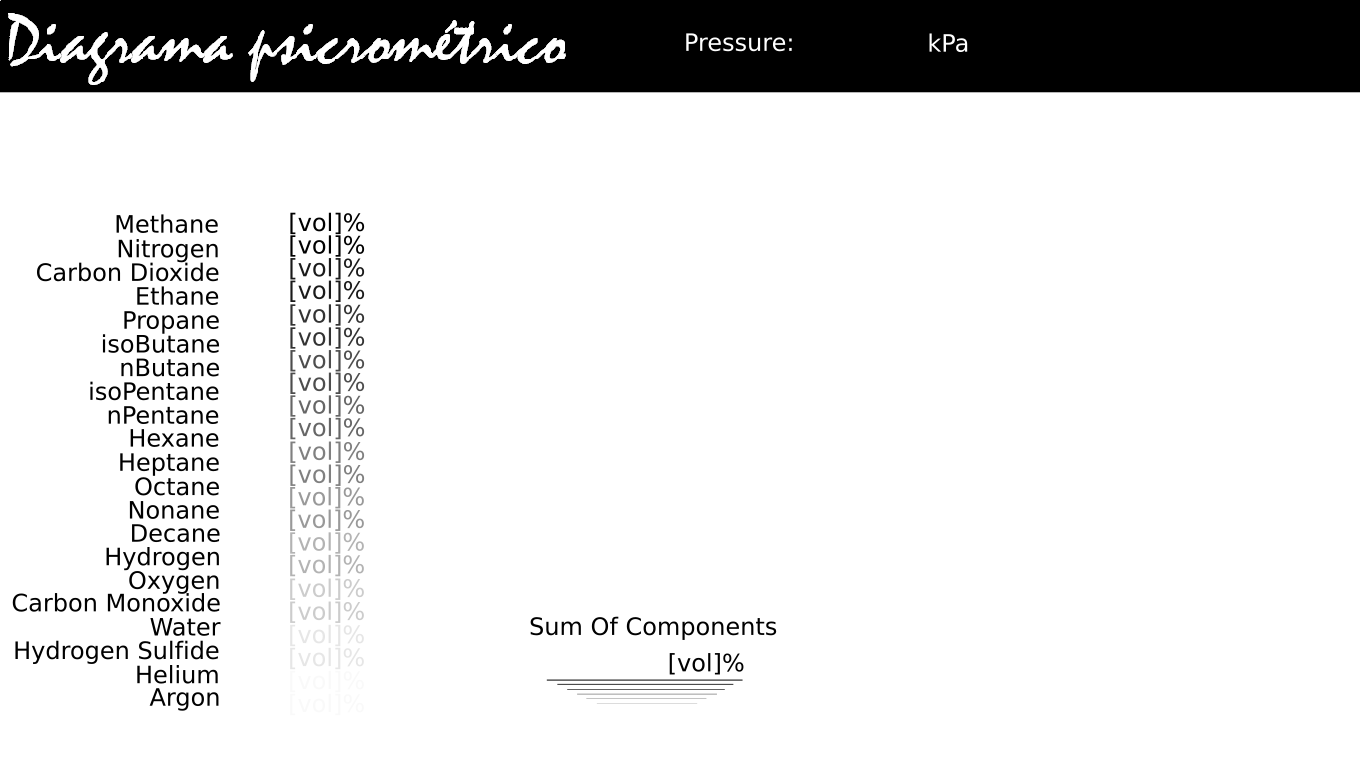 Diagrama psicrométrico
Pressure: kPa
Methane [vol]%
Nitrogen [vol]%
Carbon Dioxide [vol]%
Ethane [vol]%
Propane [vol]%
isoButane [vol]%
nButane [vol]%
isoPentane [vol]%
nPentane [vol]%
Hexane [vol]%
Heptane [vol]%
Octane [vol]%
Nonane [vol]%
Decane [vol]%
Hydrogen [vol]%
Oxygen [vol]%
Carbon Monoxide [vol]%
Water [vol]%
Hydrogen Sulfide [vol]%
Helium [vol]%
Argon [vol]%
[vol]%
Sum Of Components
[vol]%